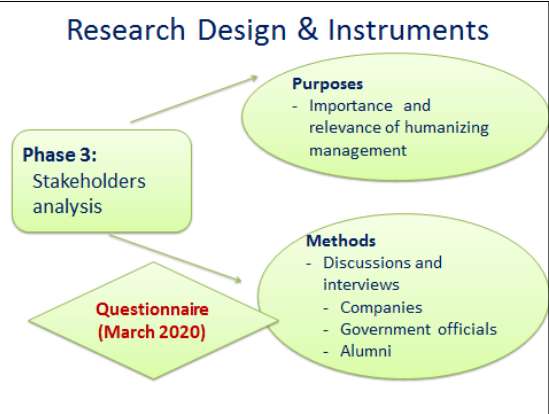 Research Design & Instruments
Purposes
- Importance and
relevance of humanizing
management
Phase 3:
Stakeholders
analysis
Methods
- Discussions and
interviews
- Companies
- Government officials
- Alumni
Questionnaire
(March 2020)